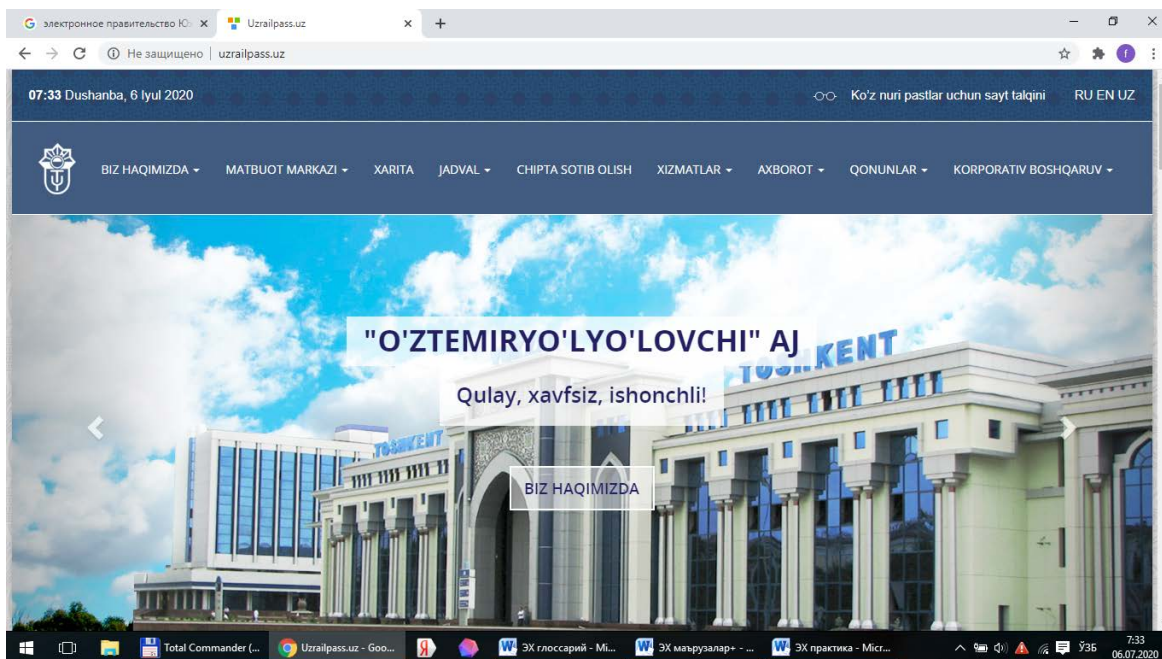 электронное правительство Ю
Uzrailpass.uz
Не защищено
uzrailpass.uz
07:33 Dushanba, 6 Iyul 2020
Ko'z nuri pastlar uchun sayt talqini
RU EN UZ
BIZ HAQIMIZDA
MATBUOT MARKAZI
XARITA
JADVAL
CHIPTA SOTIB OLISH
XIZMATLAR
AXBOROT
QONUNLAR
KORPORATIV BOSHQARUV
"O'ZTEMIRYO'LYO'LOVCHI" AJ
TOSHKENT
Qulay, xavfsiz, ishonchli!
TOSHKENT
BIZ HAQIMIZDA
Total Commander (...
Uzrailpass.uz - Goo...
ЭХ глоссарий - Mi...
ЭХ маърузалар+ - ...
ЭХ практика - Micr...
ЎЗБ
7:33
06.07.2020